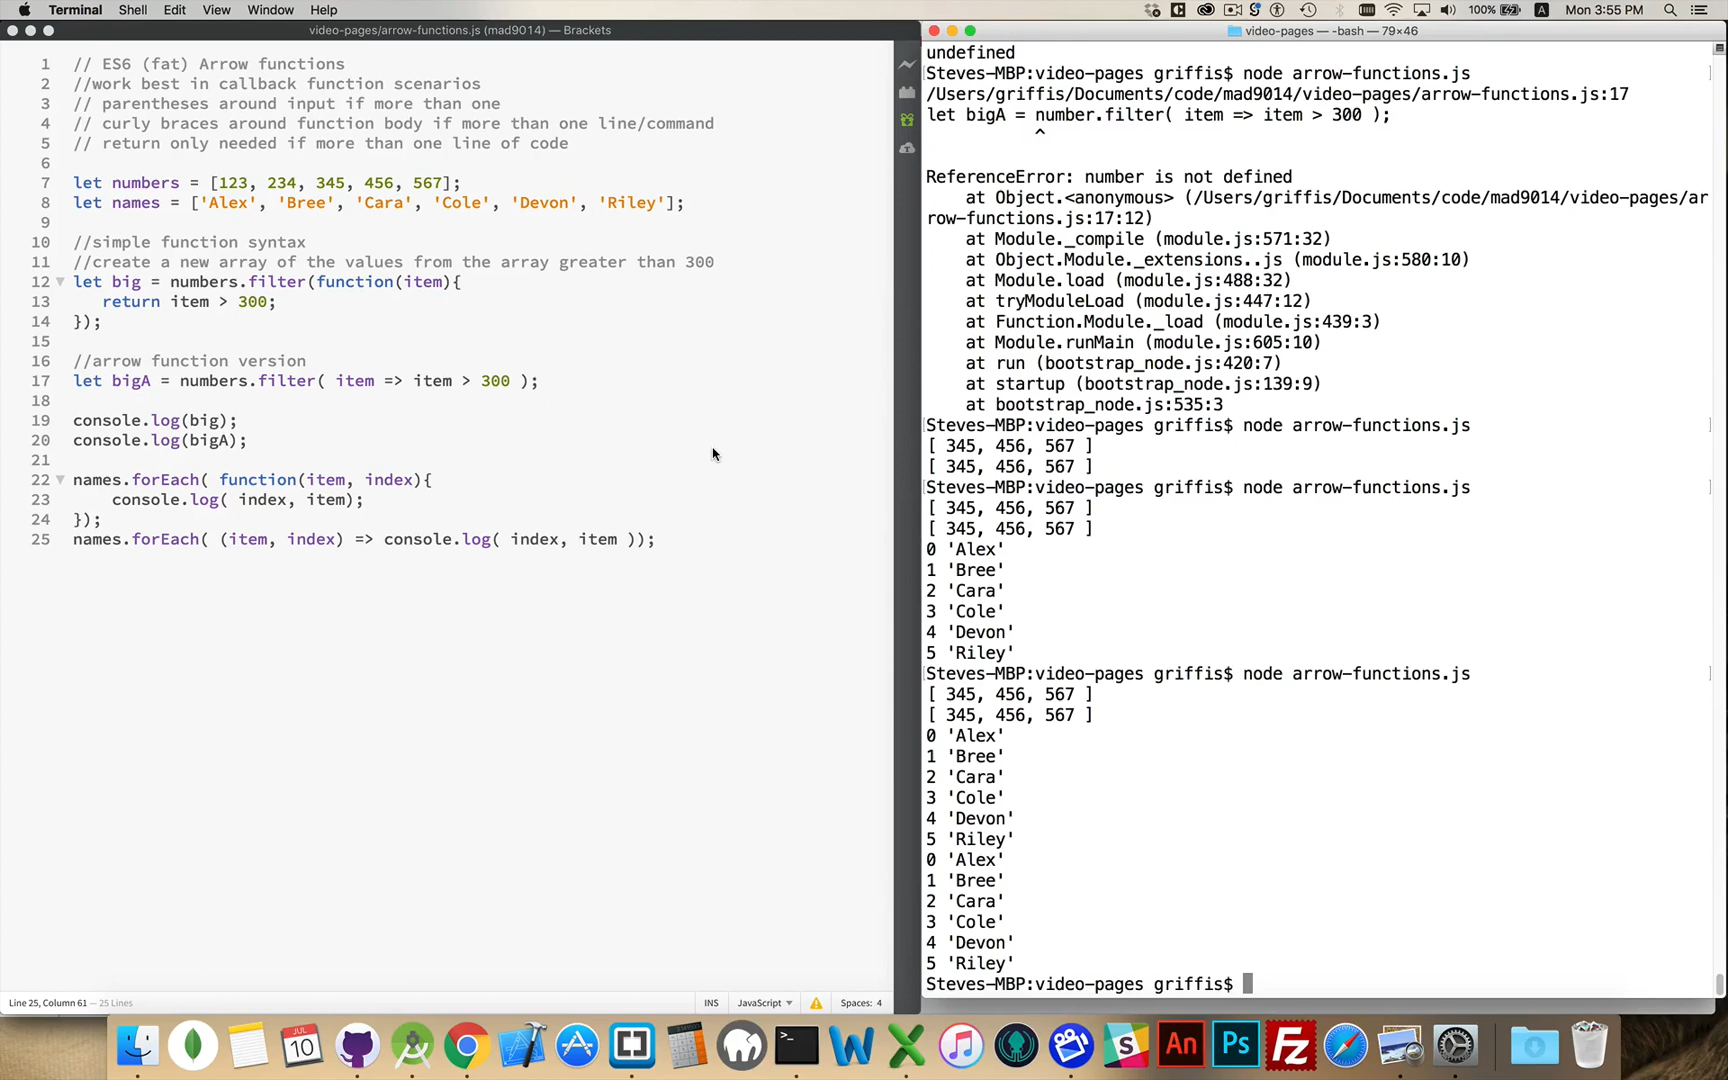 Terminal Shell Edit View Window Help
100% Mon 3:55 PM
video-pages/arrow-functions.js (mad9014) — Brackets
1 // ES6 (fat) Arrow functions
2 //work best in callback function scenarios
3 // parentheses around input if more than one
4 // curly braces around function body if more than one line/command
5 // return only needed if more than one line of code
6
7 let numbers = [123, 234, 345, 456, 567];
8 let names = ['Alex', 'Bree', 'Cara', 'Cole', 'Devon', 'Riley'];
9
10 //simple function syntax
11 //create a new array of the values from the array greater than 300
12 let big = numbers.filter(function(item){
13 return item > 300;
14 });
15
16 //arrow function version
17 let bigA = numbers.filter( item => item > 300 );
18
19 console.log(big);
20 console.log(bigA);
21
22 names.forEach( function(item, index){
23 console.log( index, item);
24 });
25 names.forEach( (item, index) => console.log( index, item ));
Line 25, Column 61 — 25 Lines
INS JavaScript Spaces: 4
video-pages — -bash — 79×46
undefined
Steves-MBP:video-pages griffis$ node arrow-functions.js
/Users/griffis/Documents/code/mad9014/video-pages/arrow-functions.js:17
let bigA = number.filter( item => item > 300 );
^
ReferenceError: number is not defined
at Object.<anonymous> (/Users/griffis/Documents/code/mad9014/video-pages/ar
row-functions.js:17:12)
at Module._compile (module.js:571:32)
at Object.Module._extensions..js (module.js:580:10)
at Module.load (module.js:488:32)
at tryModuleLoad (module.js:447:12)
at Function.Module._load (module.js:439:3)
at Module.runMain (module.js:605:10)
at run (bootstrap_node.js:420:7)
at startup (bootstrap_node.js:139:9)
at bootstrap_node.js:535:3
Steves-MBP:video-pages griffis$ node arrow-functions.js
[ 345, 456, 567 ]
[ 345, 456, 567 ]
Steves-MBP:video-pages griffis$ node arrow-functions.js
[ 345, 456, 567 ]
[ 345, 456, 567 ]
0 'Alex'
1 'Bree'
2 'Cara'
3 'Cole'
4 'Devon'
5 'Riley'
Steves-MBP:video-pages griffis$ node arrow-functions.js
[ 345, 456, 567 ]
[ 345, 456, 567 ]
0 'Alex'
1 'Bree'
2 'Cara'
3 'Cole'
4 'Devon'
5 'Riley'
0 'Alex'
1 'Bree'
2 'Cara'
3 'Cole'
4 'Devon'
5 'Riley'
Steves-MBP:video-pages griffis$
JUL
10
An
Ps
Fz